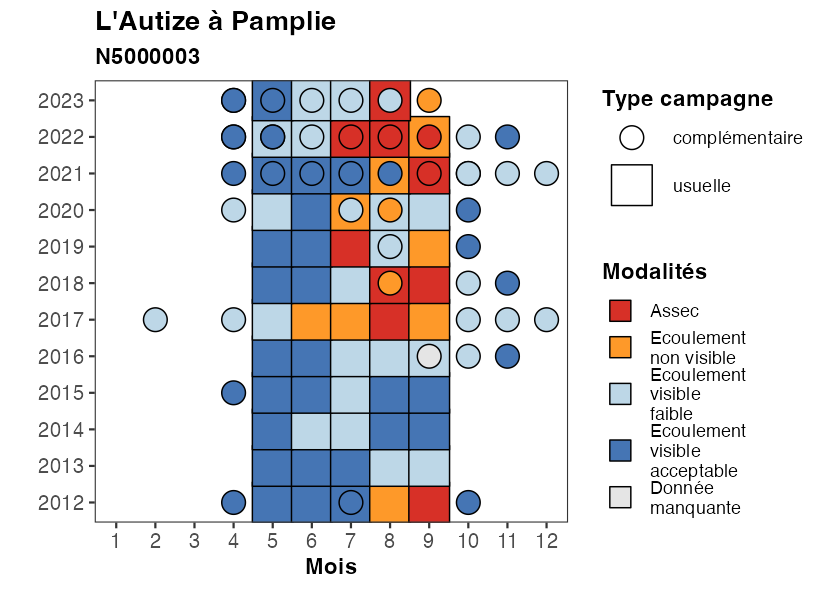 L'Autize à Pamplie
N5000003
2023
2022
2021
2020
2019
2018
2017
2016
2015
2014
2013
2012
1 2 3 4 5 6 7 8 9 10 11 12
Mois
Type campagne
complémentaire
usuelle
Modalités
Assec
Ecoulement
non visible
Ecoulement
visible
faible
Ecoulement
visible
acceptable
Donnée
manquante